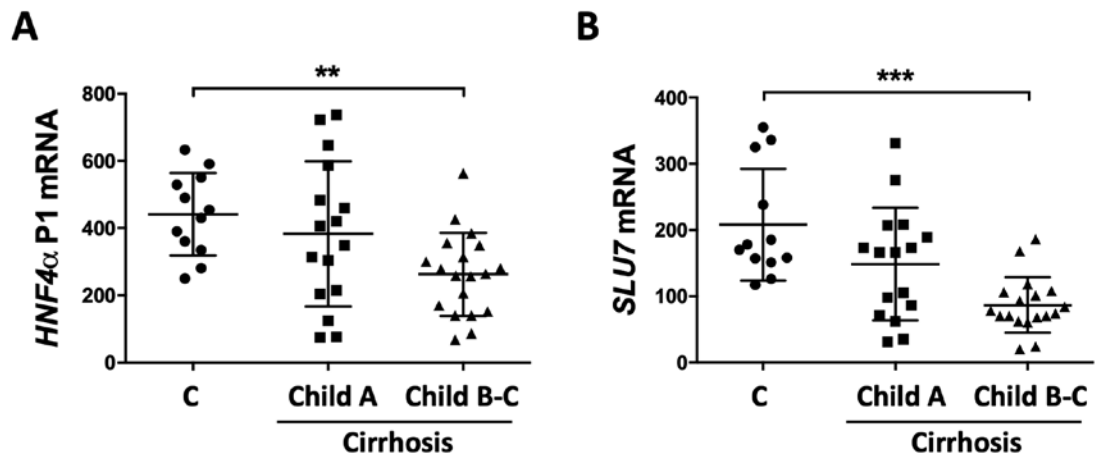 A
**
HNF4α P1 mRNA
800
600
400
200
0
C
Child A
Child B-C
Cirrhosis
B
***
SLU7 mRNA
400
300
200
100
0
C
Child A
Child B-C
Cirrhosis